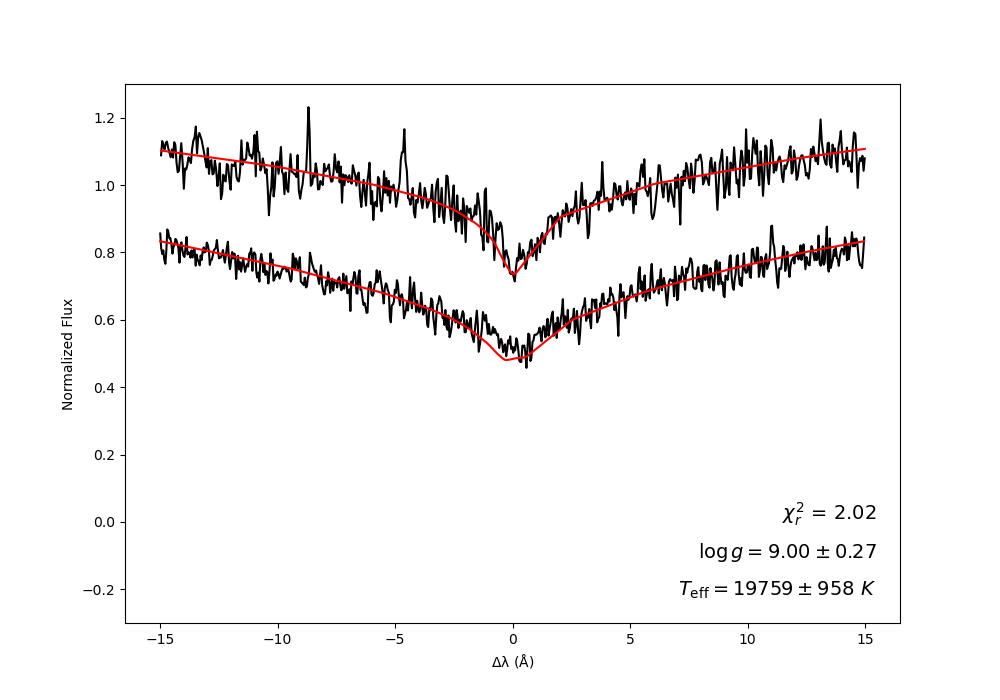 1.2
1.0
0.8
0.6
0.4
0.2
0.0
−0.2
Normalized Flux
χ²ᵣ = 2.02
log g = 9.00 ± 0.27
T_eff = 19759 ± 958 K
−15 −10 −5 0 5 10 15
Δλ (Å)